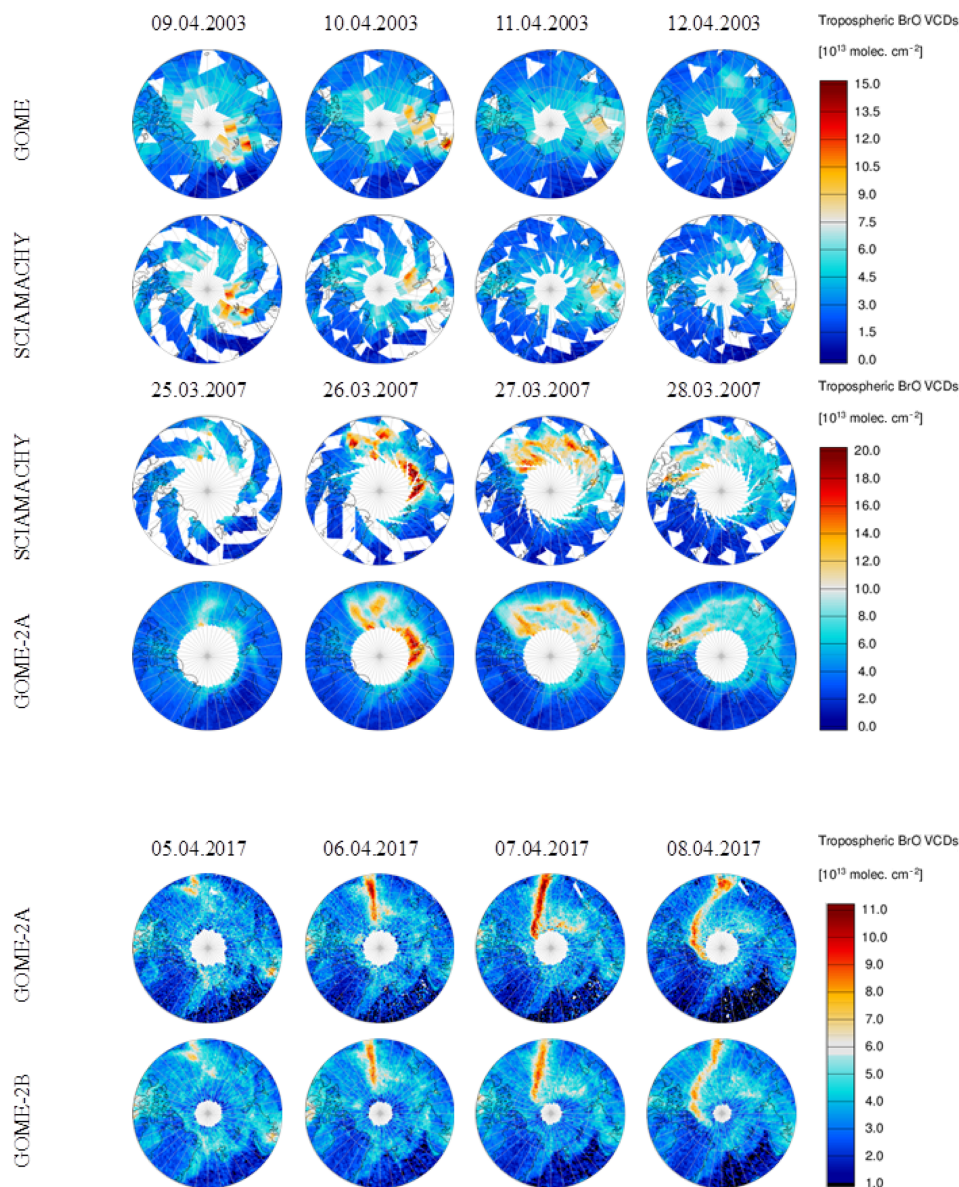 09.04.2003 10.04.2003 11.04.2003 12.04.2003
Tropospheric BrO VCDs
[10¹³ molec. cm⁻²]
GOME
SCIAMACHY
15.0
13.5
12.0
10.5
9.0
7.5
6.0
4.5
3.0
1.5
0.0
25.03.2007 26.03.2007 27.03.2007 28.03.2007
Tropospheric BrO VCDs
[10¹³ molec. cm⁻²]
SCIAMACHY
GOME-2A
20.0
18.0
16.0
14.0
12.0
10.0
8.0
6.0
4.0
2.0
0.0
05.04.2017 06.04.2017 07.04.2017 08.04.2017
Tropospheric BrO VCDs
[10¹³ molec. cm⁻²]
GOME-2A
GOME-2B
11.0
10.0
9.0
8.0
7.0
6.0
5.0
4.0
3.0
2.0
1.0